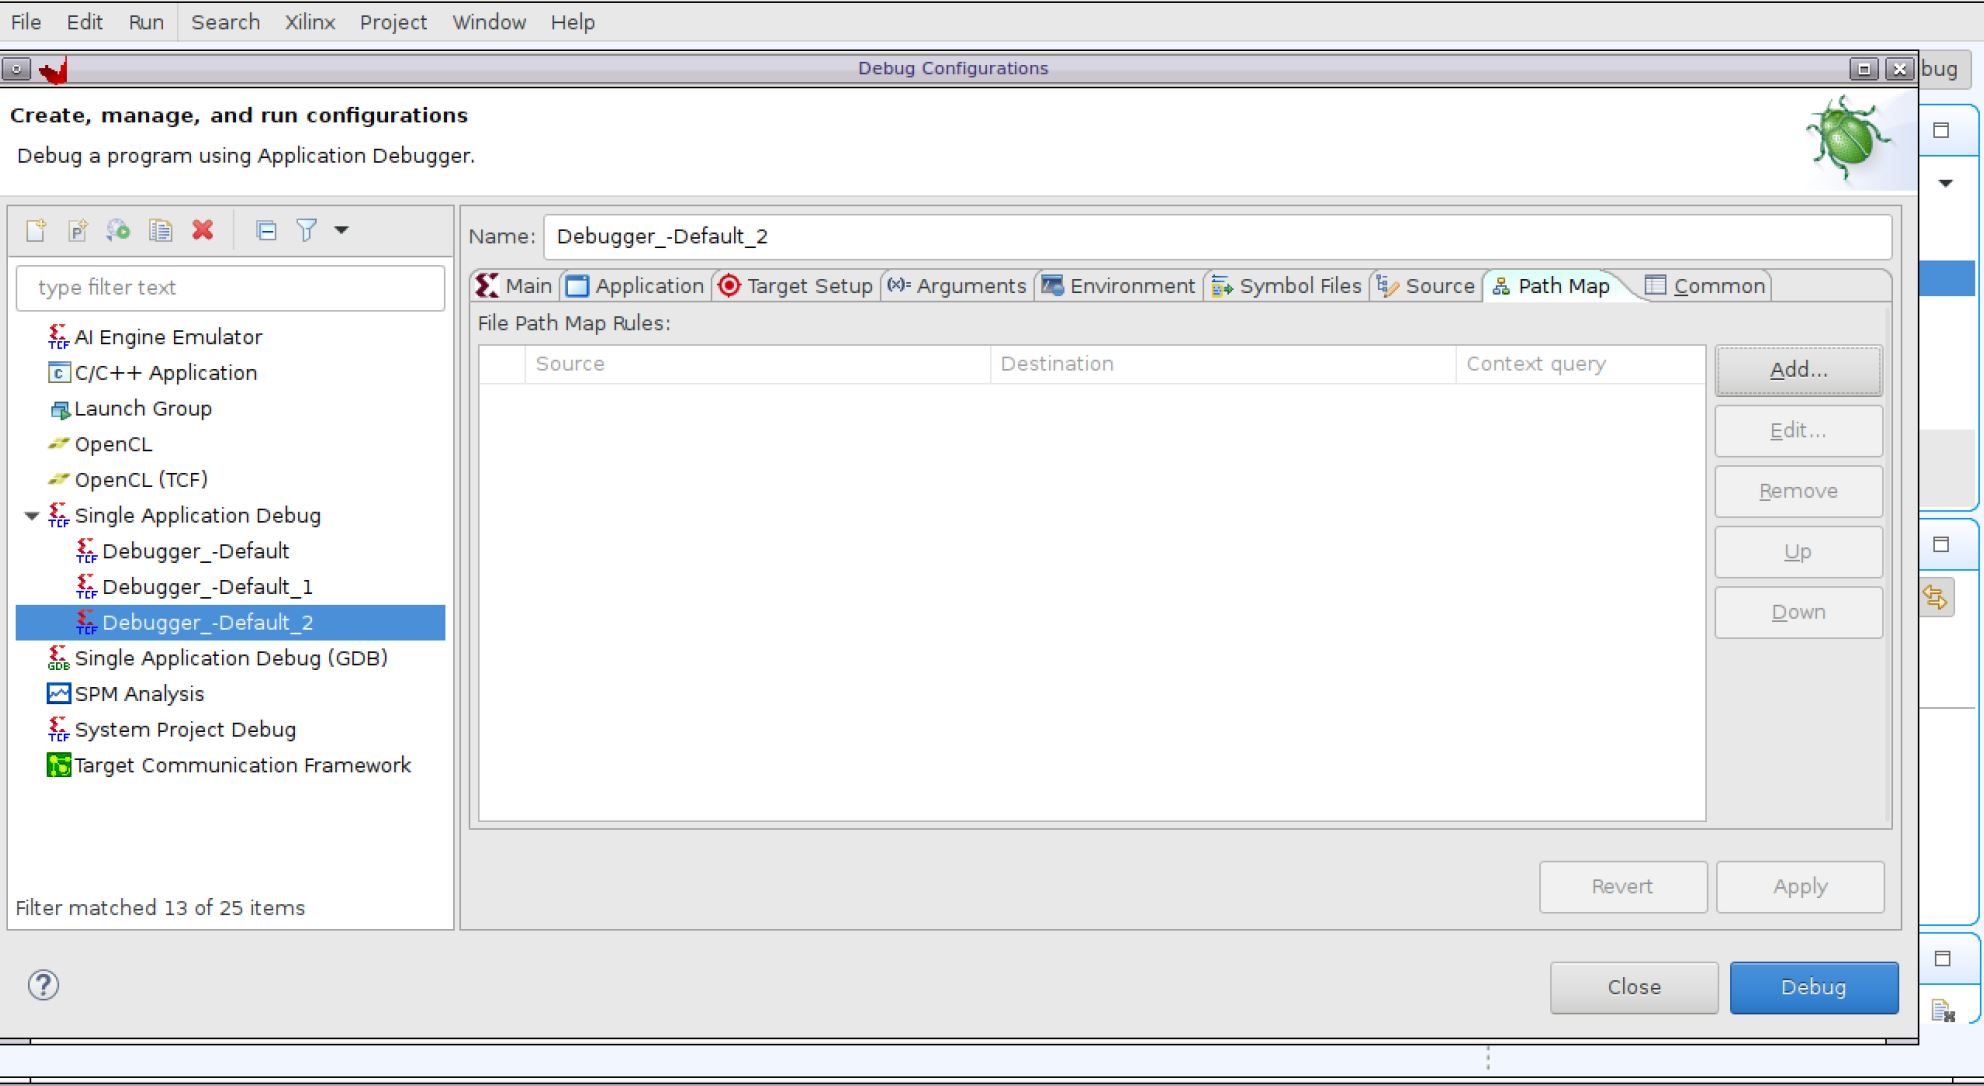 File Edit Run Search Xilinx Project Window Help
Debug Configurations
bug
Create, manage, and run configurations
Debug a program using Application Debugger.
type filter text
AI Engine Emulator
C/C++ Application
Launch Group
OpenCL
OpenCL (TCF)
Single Application Debug
Debugger_-Default
Debugger_-Default_1
Debugger_-Default_2
Single Application Debug (GDB)
SPM Analysis
System Project Debug
Target Communication Framework
Filter matched 13 of 25 items
Name: Debugger_-Default_2
Main Application Target Setup (x)= Arguments Environment Symbol Files Source Path Map Common
File Path Map Rules:
Source Destination Context query
Add...
Edit...
Remove
Up
Down
Revert Apply
Close Debug